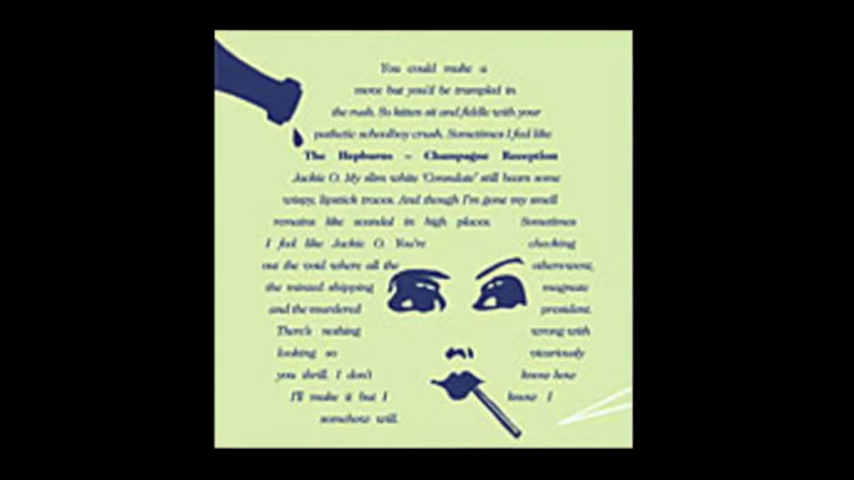 You could make a
move but you'd be trampled in
the rush. So kitten sit and fiddle with your
pathetic schoolboy crush. Sometimes I feel like
The Hepburns – Champagne Reception
Jackie O. My slim white 'Consulate' still bears some
wispy, lipstick traces. And though I'm gone my smell
remains like scandal in high places. Sometimes
I feel like Jackie O. You're checking
out the void where all the others went,
the minted shipping magnate
and the murdered president.
There's nothing wrong with
looking so vicariously
you thrill. I don't know how
I'll make it but I know I
somehow will.